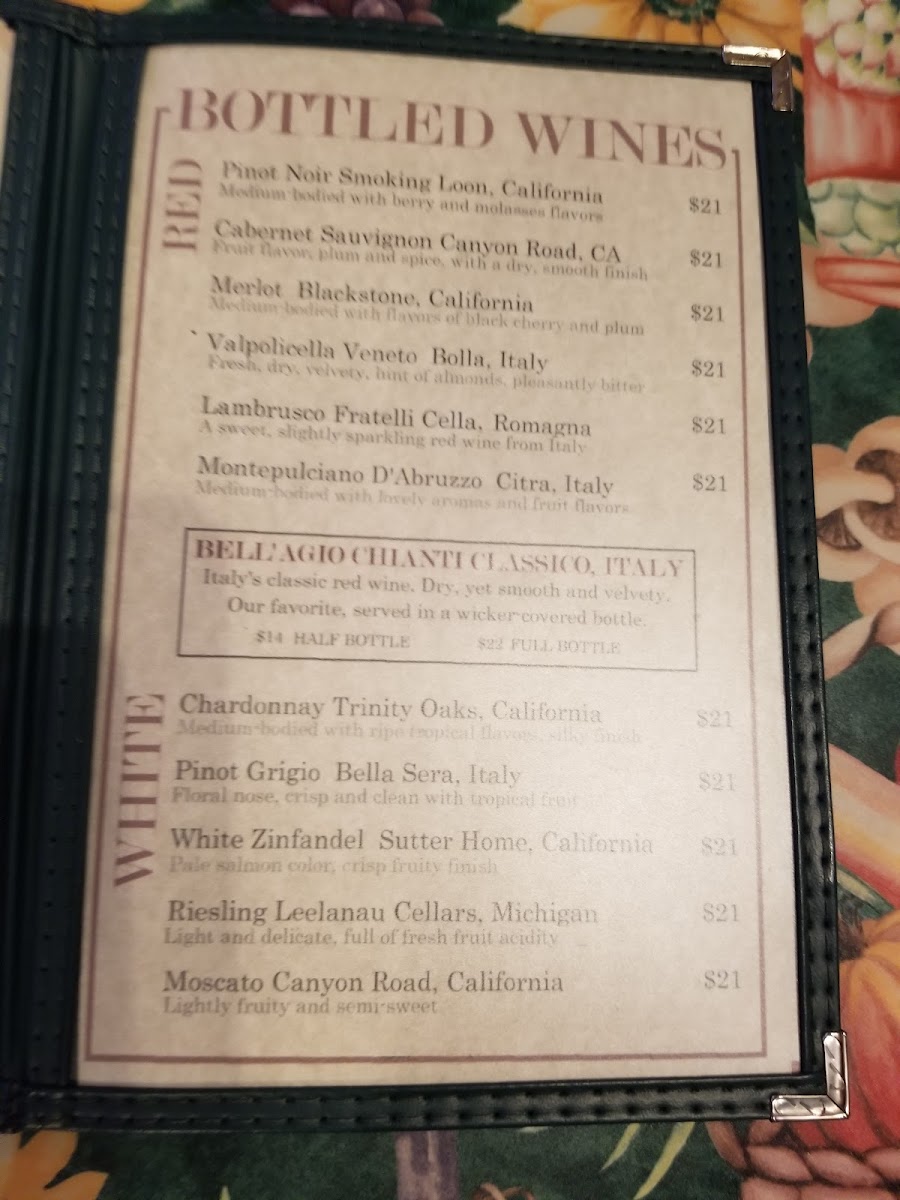 BOTTLED WINES
RED
Pinot Noir Smoking Loon, California $21
Medium-bodied with berry and molasses flavors
Cabernet Sauvignon Canyon Road, CA $21
Fruit flavor, plum and spice, with a dry, smooth finish
Merlot Blackstone, California $21
Medium-bodied with flavors of black cherry and plum
Valpolicella Veneto Bolla, Italy $21
Fresh, dry, velvety, hint of almonds, pleasantly bitter
Lambrusco Fratelli Cella, Romagna $21
A sweet, slightly sparkling red wine from Italy
Montepulciano D'Abruzzo Citra, Italy $21
Medium-bodied with lovely aromas and fruit flavors
BELL'AGIO CHIANTI CLASSICO, ITALY
Italy's classic red wine. Dry, yet smooth and velvety.
Our favorite, served in a wicker-covered bottle.
$14 HALF BOTTLE $22 FULL BOTTLE
WHITE
Chardonnay Trinity Oaks, California $21
Medium-bodied with ripe tropical flavors, silky finish
Pinot Grigio Bella Sera, Italy $21
Floral nose, crisp and clean with tropical fruit
White Zinfandel Sutter Home, California $21
Pale salmon color, crisp fruity finish
Riesling Leelanau Cellars, Michigan $21
Light and delicate, full of fresh fruit acidity
Moscato Canyon Road, California $21
Lightly fruity and semi-sweet